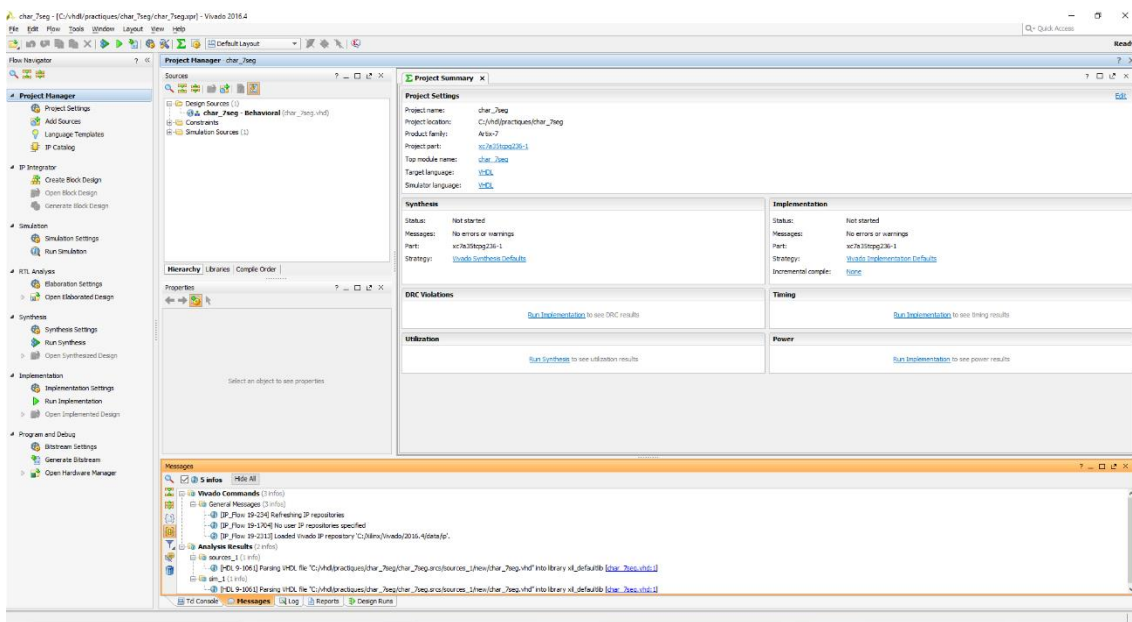 char_7seg - [C:/vhdl/practiques/char_7seg/char_7seg.xpr] - Vivado 2016.4
File Edit Flow Tools Window Layout View Help
Q- Quick Access
Default Layout
Ready
Flow Navigator
Project Manager
Project Settings
Add Sources
Language Templates
IP Catalog
IP Integrator
Create Block Design
Open Block Design
Generate Block Design
Simulation
Simulation Settings
Run Simulation
RTL Analysis
Elaboration Settings
Open Elaborated Design
Synthesis
Synthesis Settings
Run Synthesis
Open Synthesized Design
Implementation
Implementation Settings
Run Implementation
Open Implemented Design
Program and Debug
Bitstream Settings
Generate Bitstream
Open Hardware Manager
Project Manager char_7seg
Sources
Design Sources (1)
char_7seg - Behavioral (char_7seg.vhd)
Constraints
Simulation Sources (1)
Hierarchy Libraries Compile Order
Properties
Select an object to see properties
Project Summary
Project Settings Edit
Project name: char_7seg
Project location: C:/vhdl/practiques/char_7seg
Product family: Artix-7
Project part: xc7a35tcpg236-1
Top module name: char_7seg
Target language: VHDL
Simulator language: VHDL
Synthesis
Status: Not started
Messages: No errors or warnings
Part: xc7a35tcpg236-1
Strategy: Vivado Synthesis Defaults
Implementation
Status: Not started
Messages: No errors or warnings
Part: xc7a35tcpg236-1
Strategy: Vivado Implementation Defaults
Incremental compile: None
DRC Violations
Run Implementation to see DRC results
Timing
Run Implementation to see timing results
Utilization
Run Synthesis to see utilization results
Power
Run Implementation to see power results
Messages
5 infos Hide All
Vivado Commands (3 infos)
General Messages (3 infos)
[IP_Flow 19-234] Refreshing IP repositories
[IP_Flow 19-1704] No user IP repositories specified
[IP_Flow 19-2313] Loaded Vivado IP repository 'C:/Xilinx/Vivado/2016.4/data/ip'.
Analysis Results (2 infos)
sources_1 (1 info)
[HDL 9-1061] Parsing VHDL file "C:/vhdl/practiques/char_7seg/char_7seg.srcs/sources_1/new/char_7seg.vhd" into library xil_defaultlib [char_7seg.vhd:1]
sim_1 (1 info)
[HDL 9-1061] Parsing VHDL file "C:/vhdl/practiques/char_7seg/char_7seg.srcs/sources_1/new/char_7seg.vhd" into library xil_defaultlib [char_7seg.vhd:1]
Tcl Console Messages Log Reports Design Runs